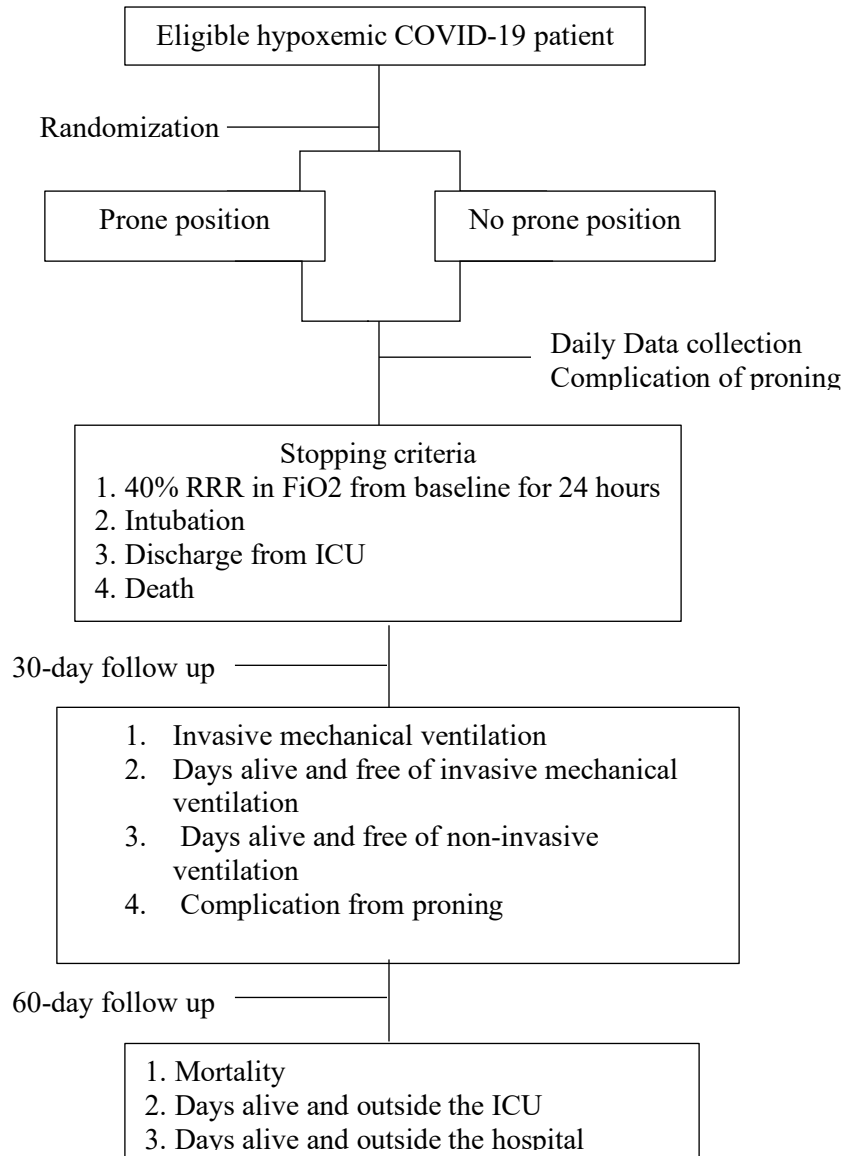 Eligible hypoxemic COVID-19 patient
Randomization
Prone position
No prone position
Daily Data collection
Complication of proning
Stopping criteria
1. 40% RRR in FiO2 from baseline for 24 hours
2. Intubation
3. Discharge from ICU
4. Death
30-day follow up
1. Invasive mechanical ventilation
2. Days alive and free of invasive mechanical
ventilation
3. Days alive and free of non-invasive
ventilation
4. Complication from proning
60-day follow up
1. Mortality
2. Days alive and outside the ICU
3. Days alive and outside the hospital